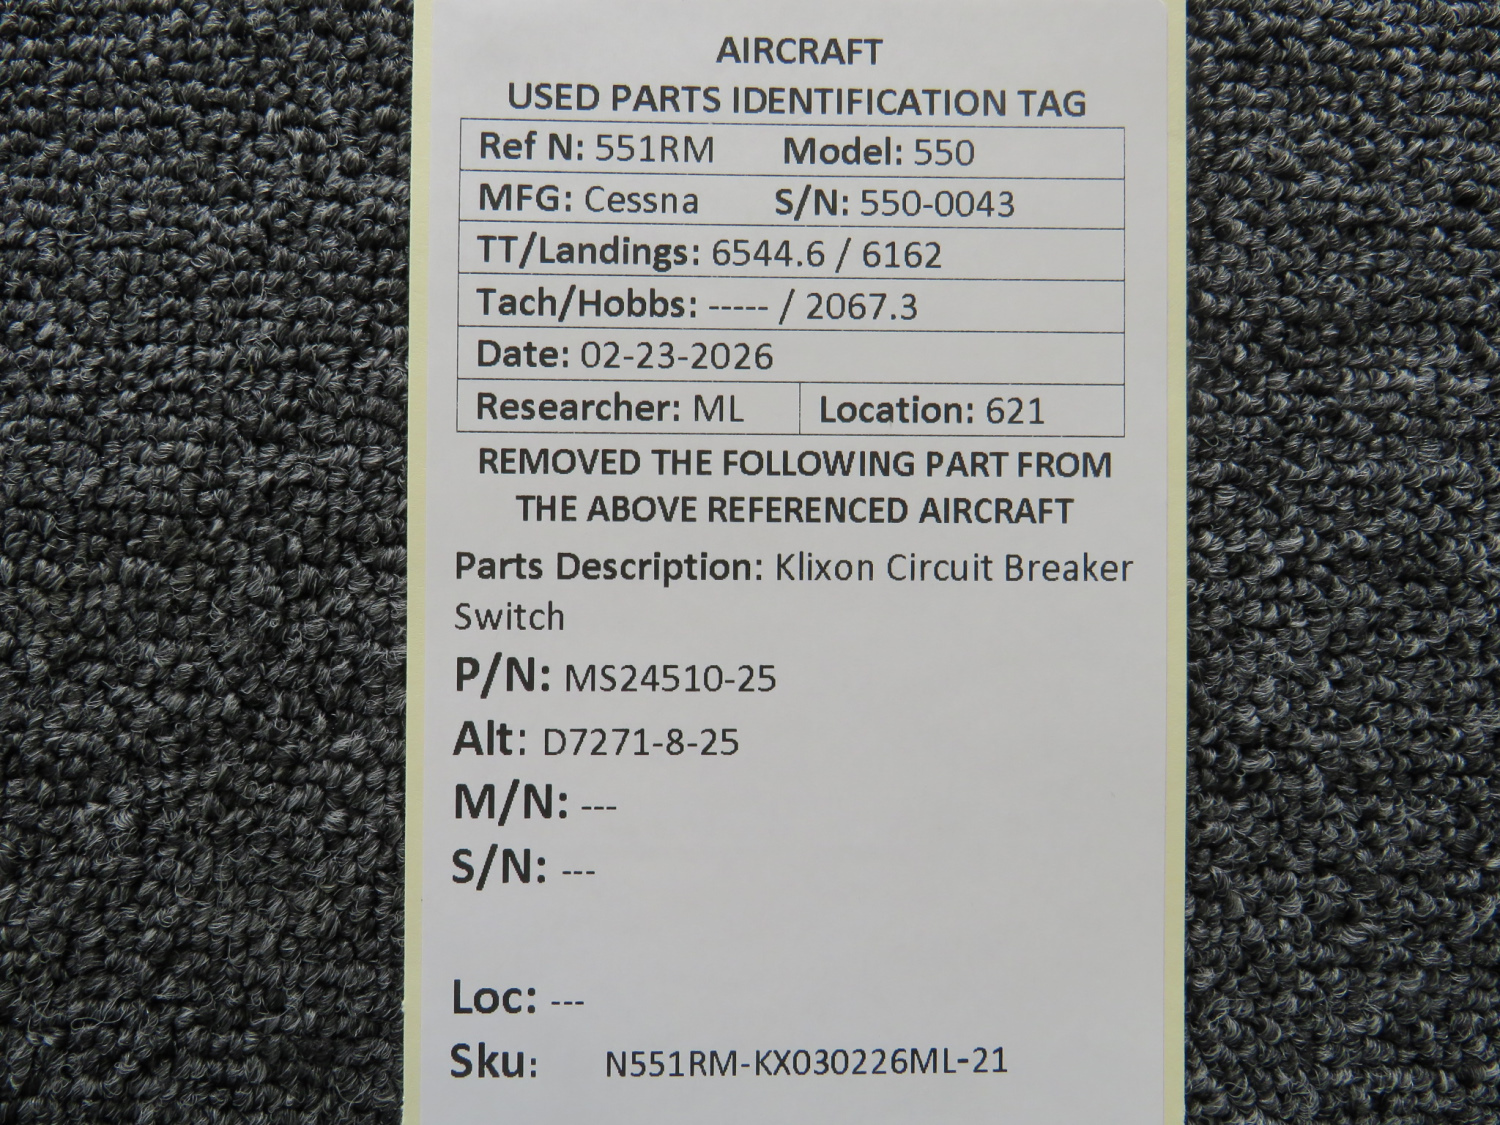 AIRCRAFT
USED PARTS IDENTIFICATION TAG
Ref N: 551RM Model: 550
MFG: Cessna S/N: 550-0043
TT/Landings: 6544.6 / 6162
Tach/Hobbs: ----- / 2067.3
Date: 02-23-2026
Researcher: ML Location: 621
REMOVED THE FOLLOWING PART FROM
THE ABOVE REFERENCED AIRCRAFT
Parts Description: Klixon Circuit Breaker
Switch
P/N: MS24510-25
Alt: D7271-8-25
M/N: ---
S/N: ---
Loc: ---
Sku: N551RM-KX030226ML-21